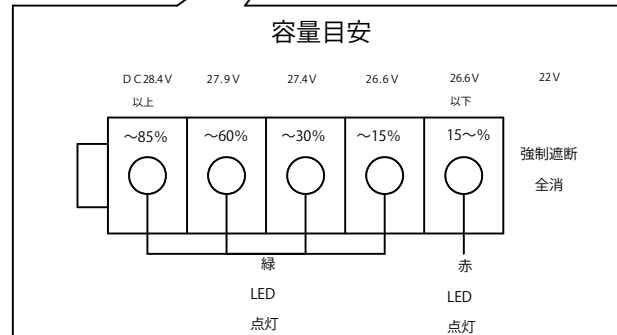 容量目安
DC28.4V 27.9V 27.4V 26.6V 26.6V 22V
以上 以下
〜85% 〜60% 〜30% 〜15% 15〜%
強制遮断
全消
緑 赤
LED LED
点灯 点灯